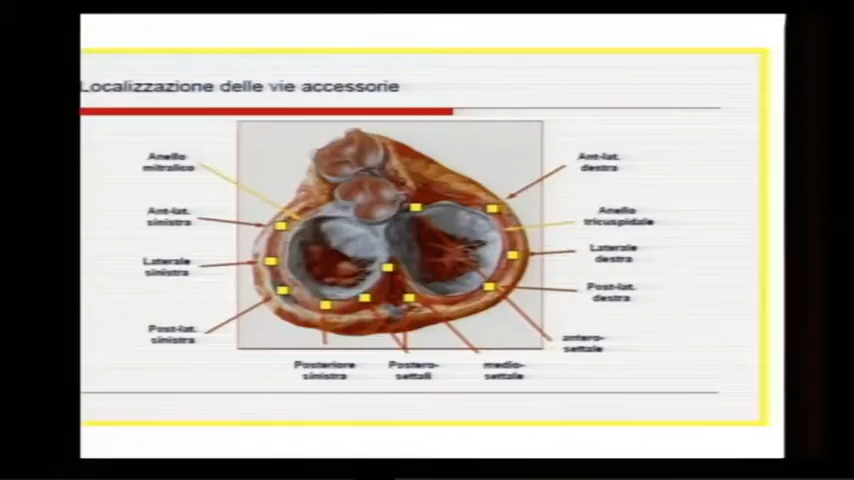 Localizzazione delle vie accessorie
Anello
mitralico
Ant-lat.
destra
Ant-lat.
sinistra
Anello
tricuspidale
Laterale
sinistra
Laterale
destra
Post-lat.
destra
Post-lat.
sinistra
antero-
settale
Posteriore
sinistra
Postero-
settali
medio-
settale